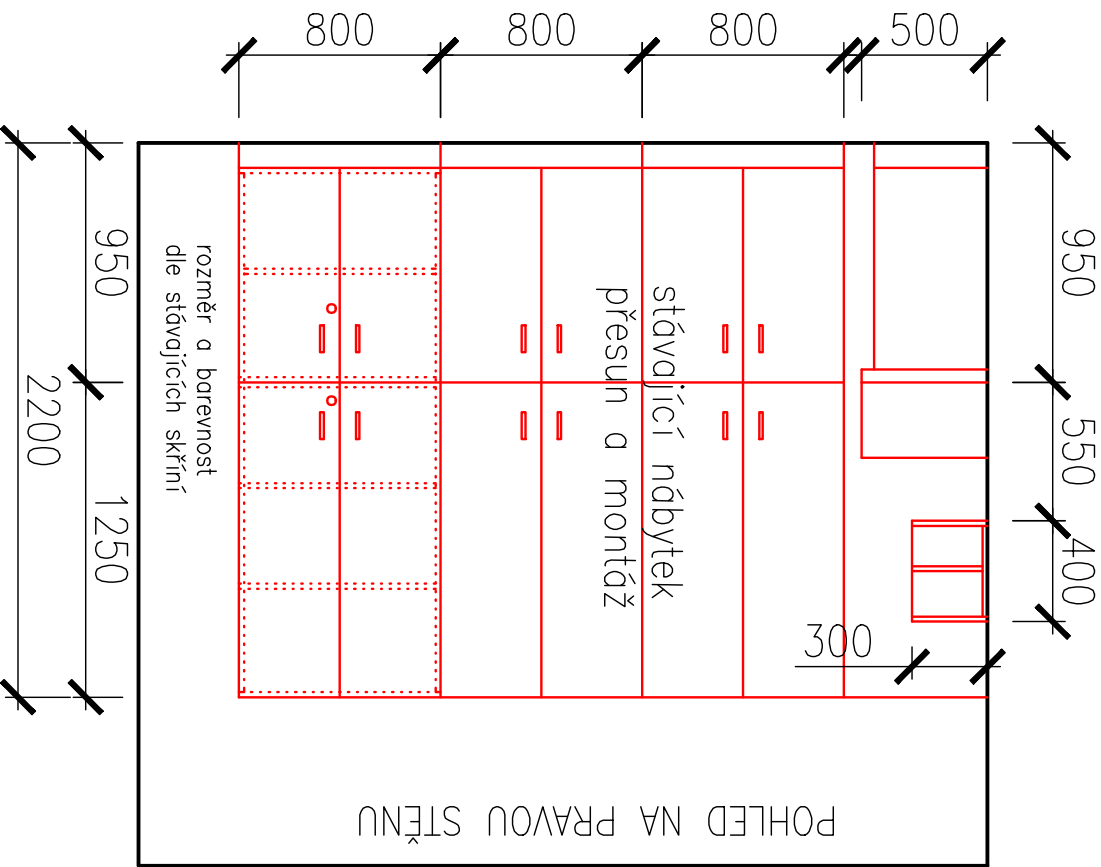 800
800
800
500
950
550
400
300
950
1250
2200
stávající nábytek
přesun a montáž
rozměr a barevnost
dle stávajících skříní
POHLED NA PRAVOU STĚNU